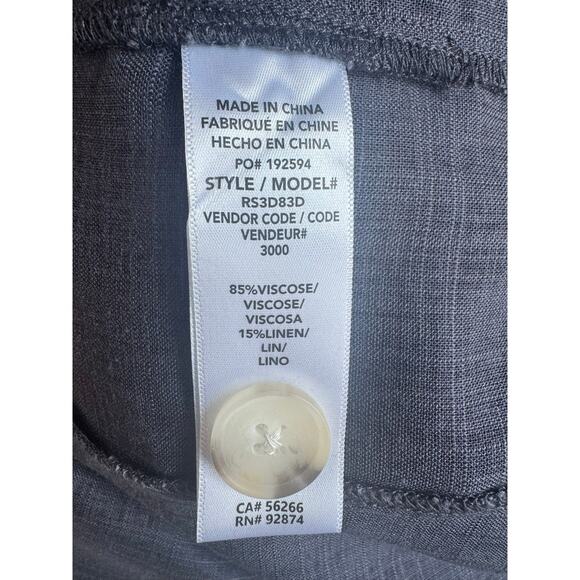 MADE IN CHINA
FABRIQUÉ EN CHINE
HECHO EN CHINA
PO# 192594
STYLE / MODEL#
RS3D83D
VENDOR CODE / CODE
VENDEUR#
3000
85%VISCOSE/
VISCOSE/
VISCOSA
15%LINEN/
LIN/
LINO
CA# 56266
RN# 92874